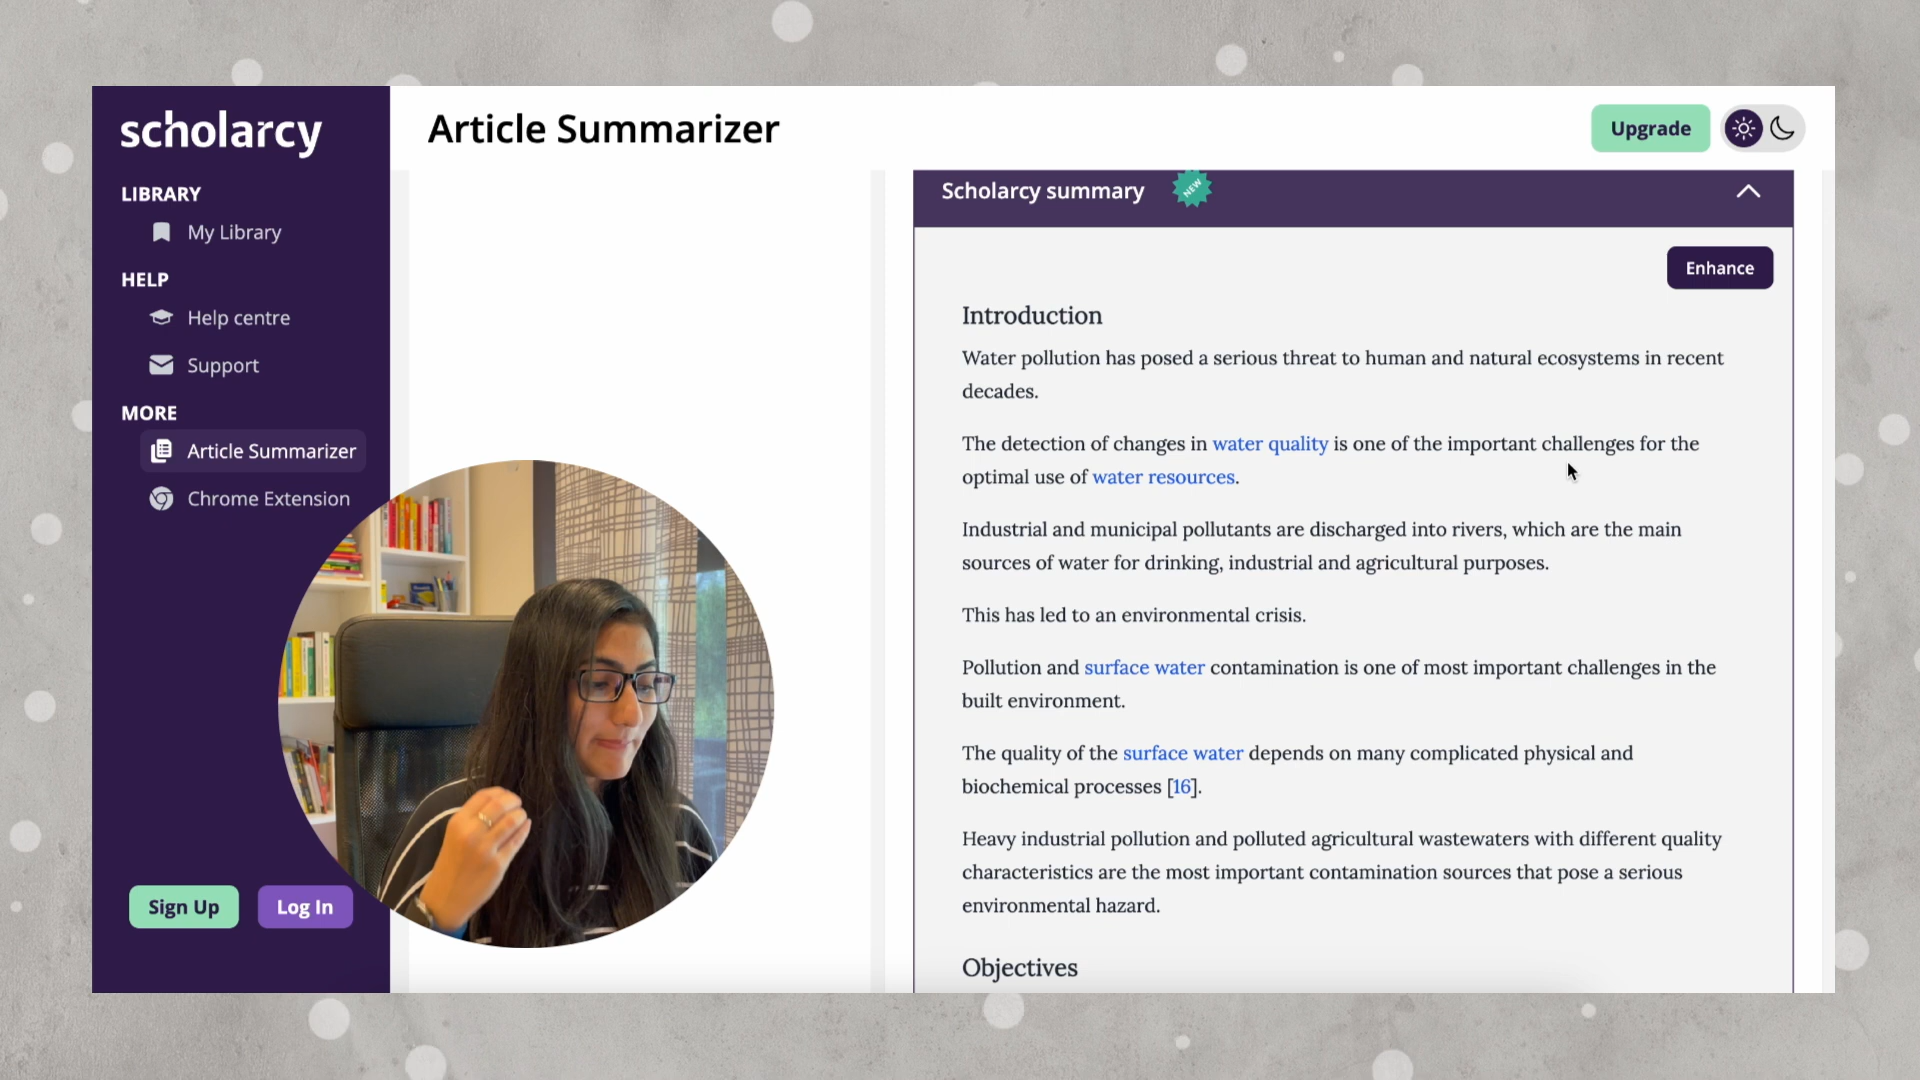 scholarcy
LIBRARY
My Library
HELP
Help centre
Support
MORE
Article Summarizer
Chrome Extension
Sign Up
Log In
Article Summarizer
Upgrade
Scholarcy summary
NEW
Enhance
Introduction
Water pollution has posed a serious threat to human and natural ecosystems in recent
decades.
The detection of changes in water quality is one of the important challenges for the
optimal use of water resources.
Industrial and municipal pollutants are discharged into rivers, which are the main
sources of water for drinking, industrial and agricultural purposes.
This has led to an environmental crisis.
Pollution and surface water contamination is one of most important challenges in the
built environment.
The quality of the surface water depends on many complicated physical and
biochemical processes [16].
Heavy industrial pollution and polluted agricultural wastewaters with different quality
characteristics are the most important contamination sources that pose a serious
environmental hazard.
Objectives